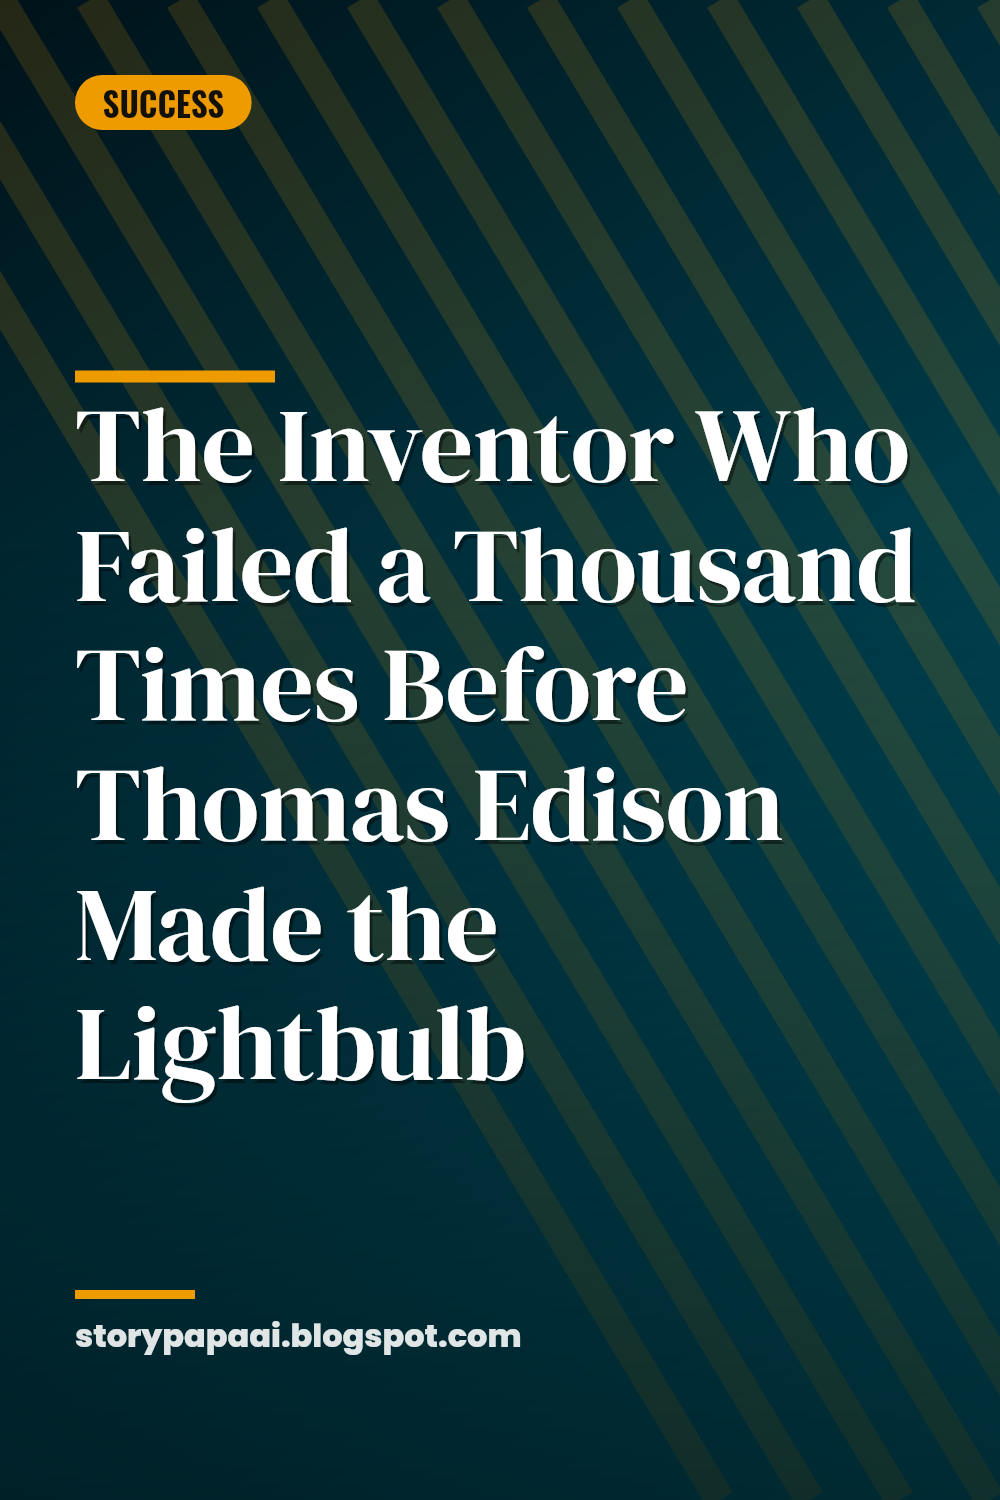 SUCCESS
The Inventor Who
Failed a Thousand
Times Before
Thomas Edison
Made the
Lightbulb
storypapaai.blogspot.com